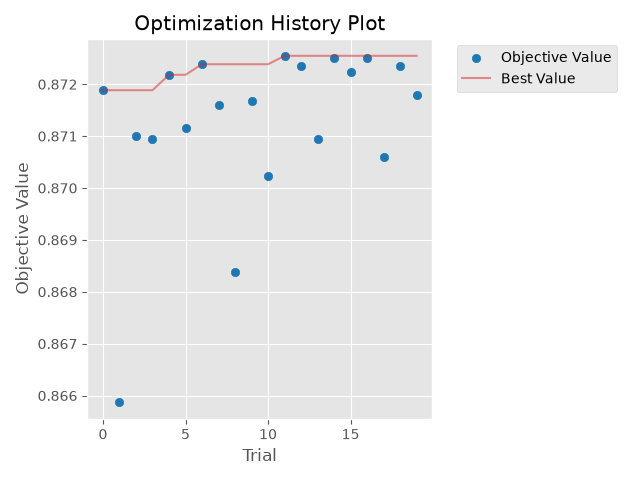 Optimization History Plot
Objective Value
Best Value
0.872
0.871
0.870
0.869
0.868
0.867
0.866
Objective Value
0
5
10
15
Trial